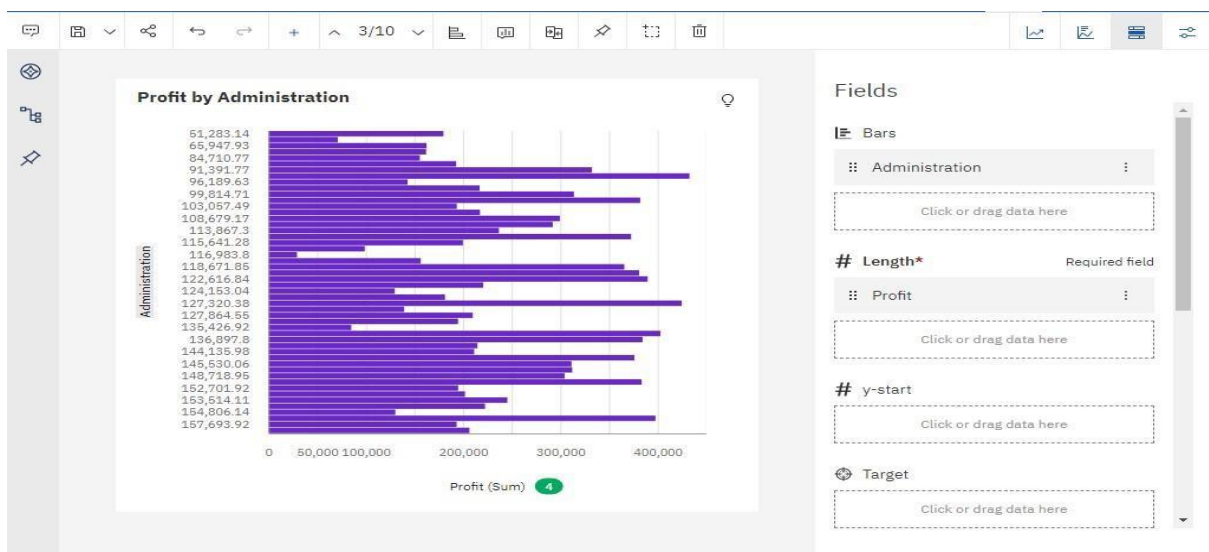 3/10
Profit by Administration
51,283.14
65,947.93
84,710.77
91,391.77
96,189.63
99,814.71
103,057.49
108,679.17
113,867.3
115,641.28
116,983.8
118,671.85
122,616.84
124,153.04
127,320.38
127,864.55
135,426.92
136,897.8
144,135.98
145,530.06
148,718.95
152,701.92
153,514.11
154,806.14
157,693.92
Administration
0 50,000 100,000 200,000 300,000 400,000
Profit (Sum) 4
Fields
Bars
Administration
Click or drag data here
# Length* Required field
Profit
Click or drag data here
# y-start
Click or drag data here
Target
Click or drag data here